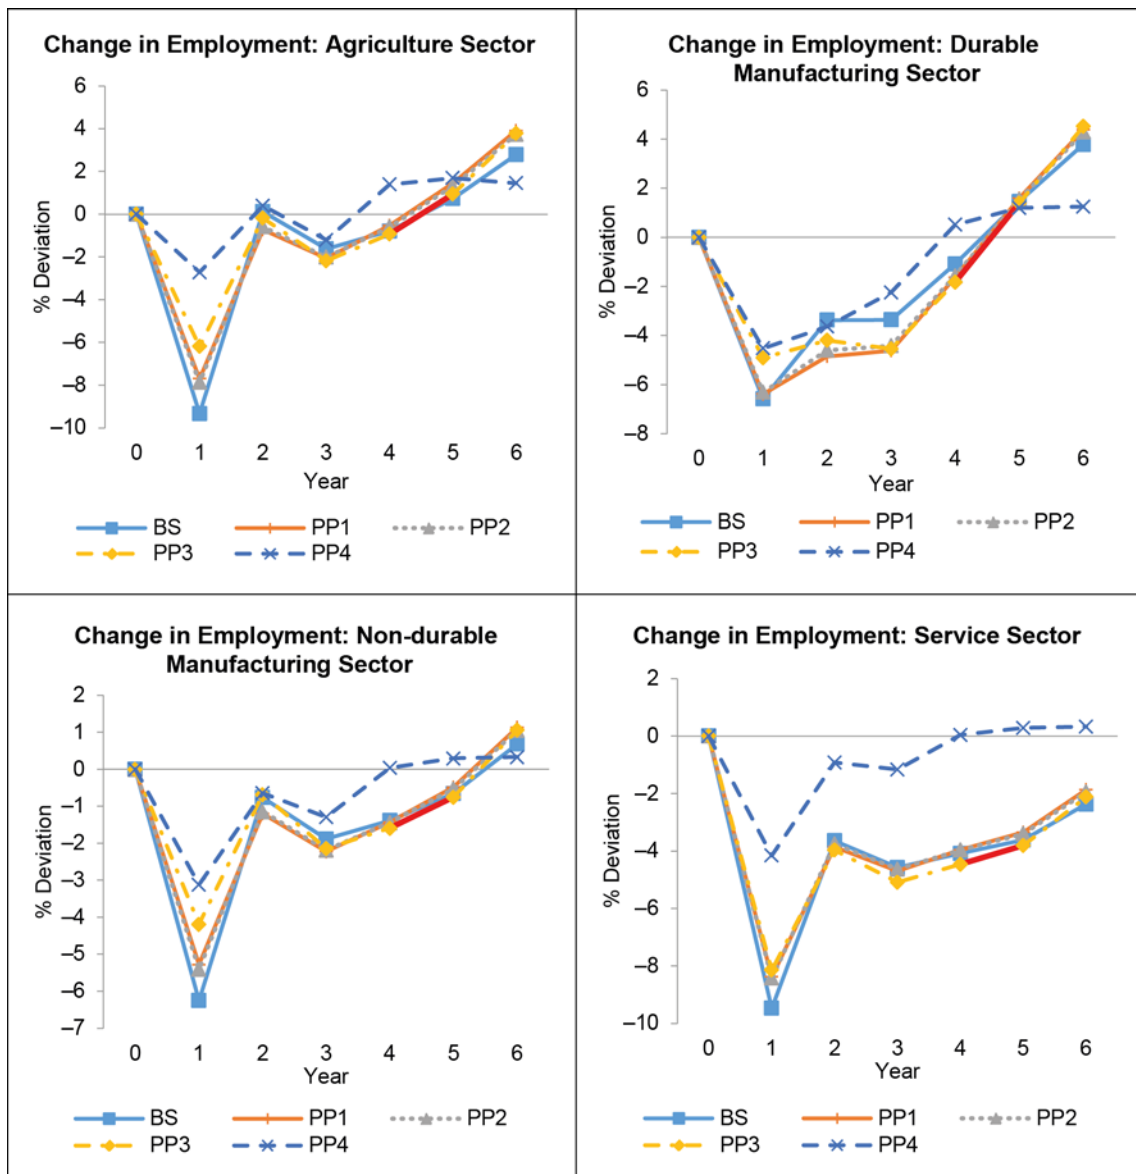 Change in Employment: Agriculture Sector
6
4
2
0
–2
–4
–6
–8
–10
% Deviation
0 1 2 3 4 5 6
Year
BS PP1 PP2
PP3 PP4
Change in Employment: Durable
Manufacturing Sector
6
4
2
0
–2
–4
–6
–8
% Deviation
0 1 2 3 4 5 6
Year
BS PP1 PP2
PP3 PP4
Change in Employment: Non-durable
Manufacturing Sector
2
1
0
–1
–2
–3
–4
–5
–6
–7
% Deviation
0 1 2 3 4 5 6
Year
BS PP1 PP2
PP3 PP4
Change in Employment: Service Sector
2
0
–2
–4
–6
–8
–10
% Deviation
0 1 2 3 4 5 6
Year
BS PP1 PP2
PP3 PP4